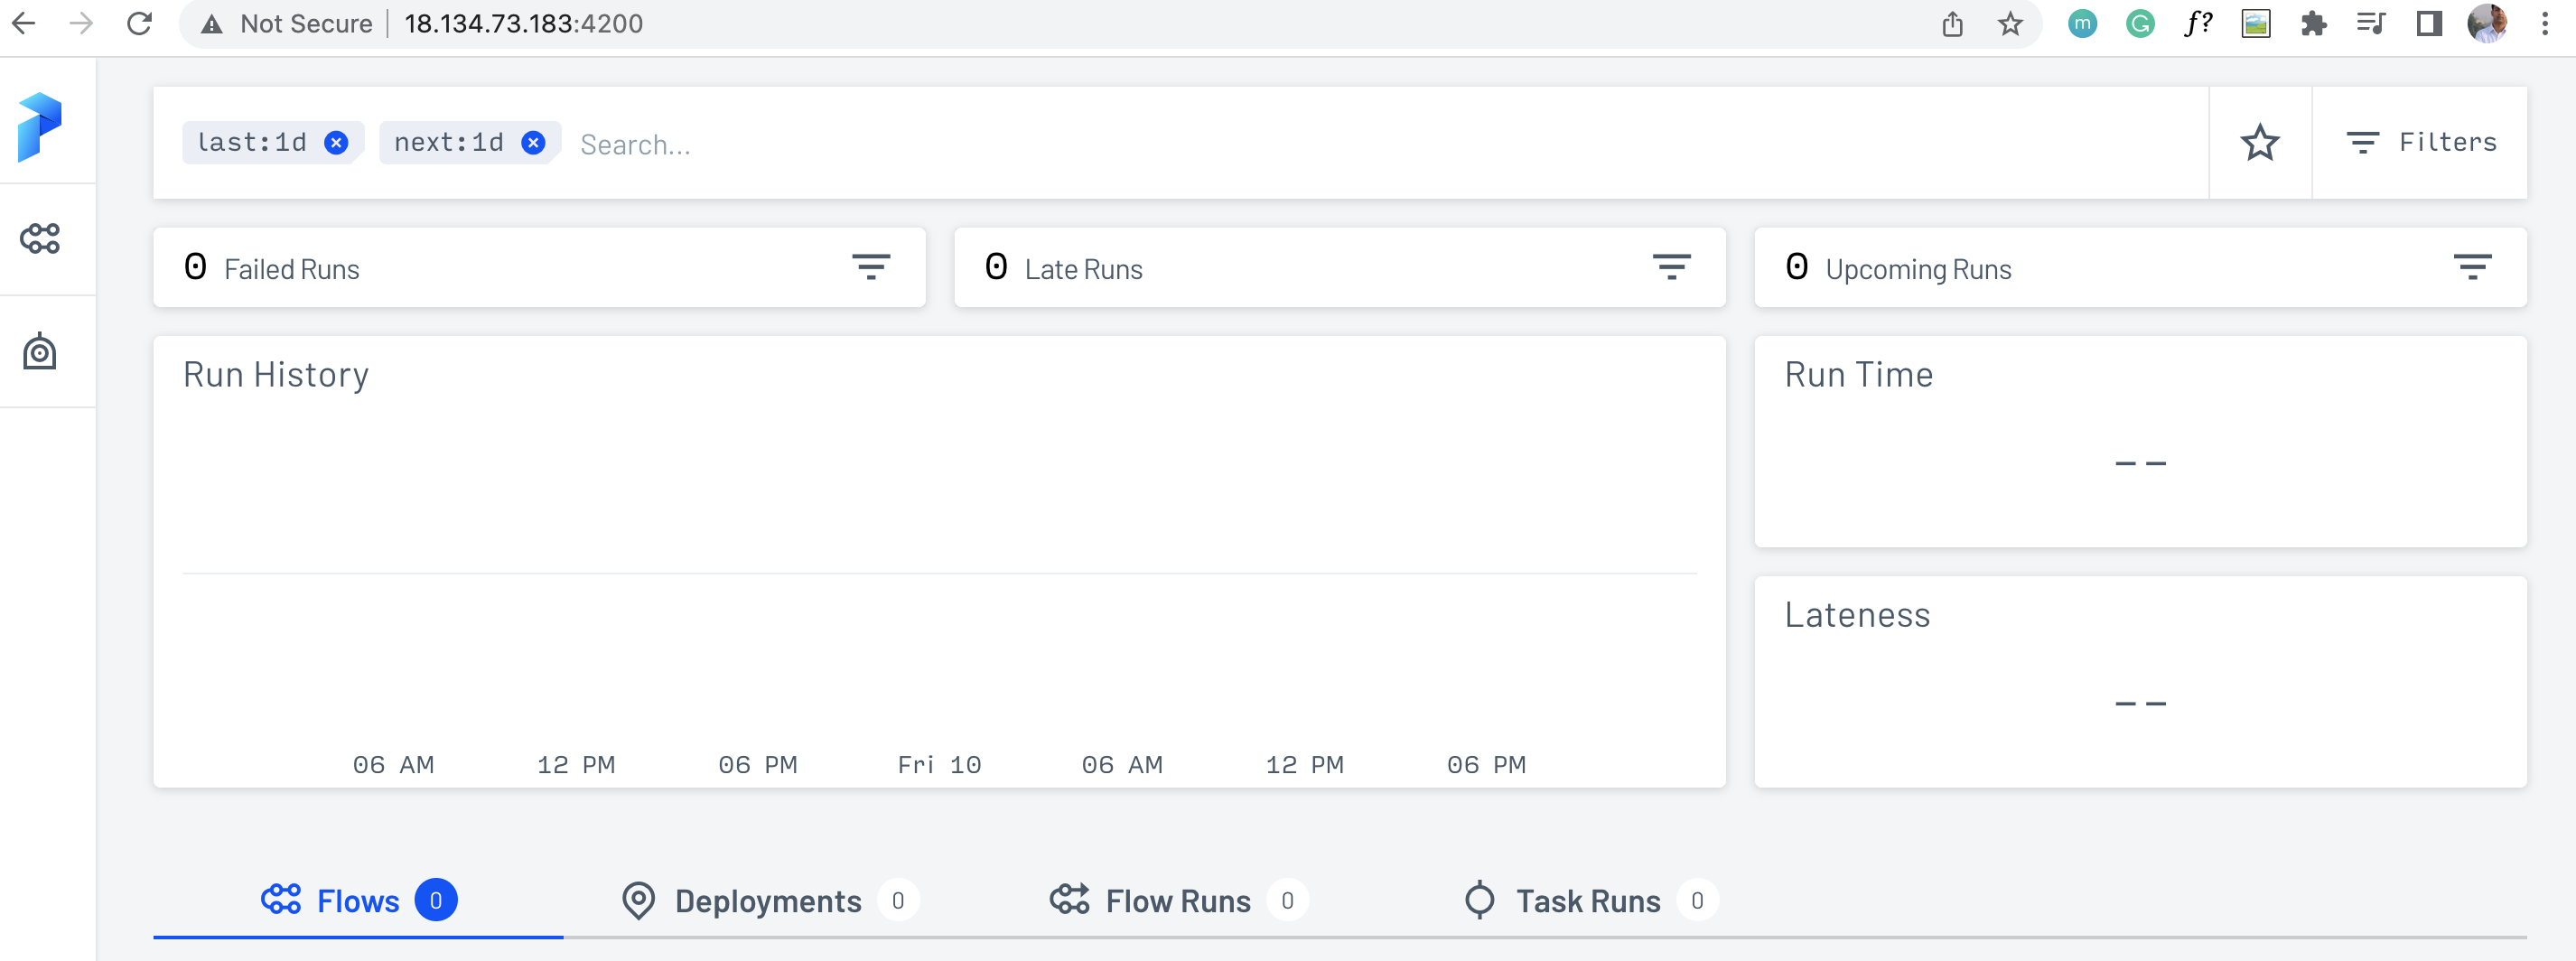 Not Secure 18.134.73.183:4200
m G f?
last:1d next:1d Search... Filters
0 Failed Runs 0 Late Runs 0 Upcoming Runs
Run History
06 AM 12 PM 06 PM Fri 10 06 AM 12 PM 06 PM
Run Time
--
Lateness
--
Flows 0 Deployments 0 Flow Runs 0 Task Runs 0